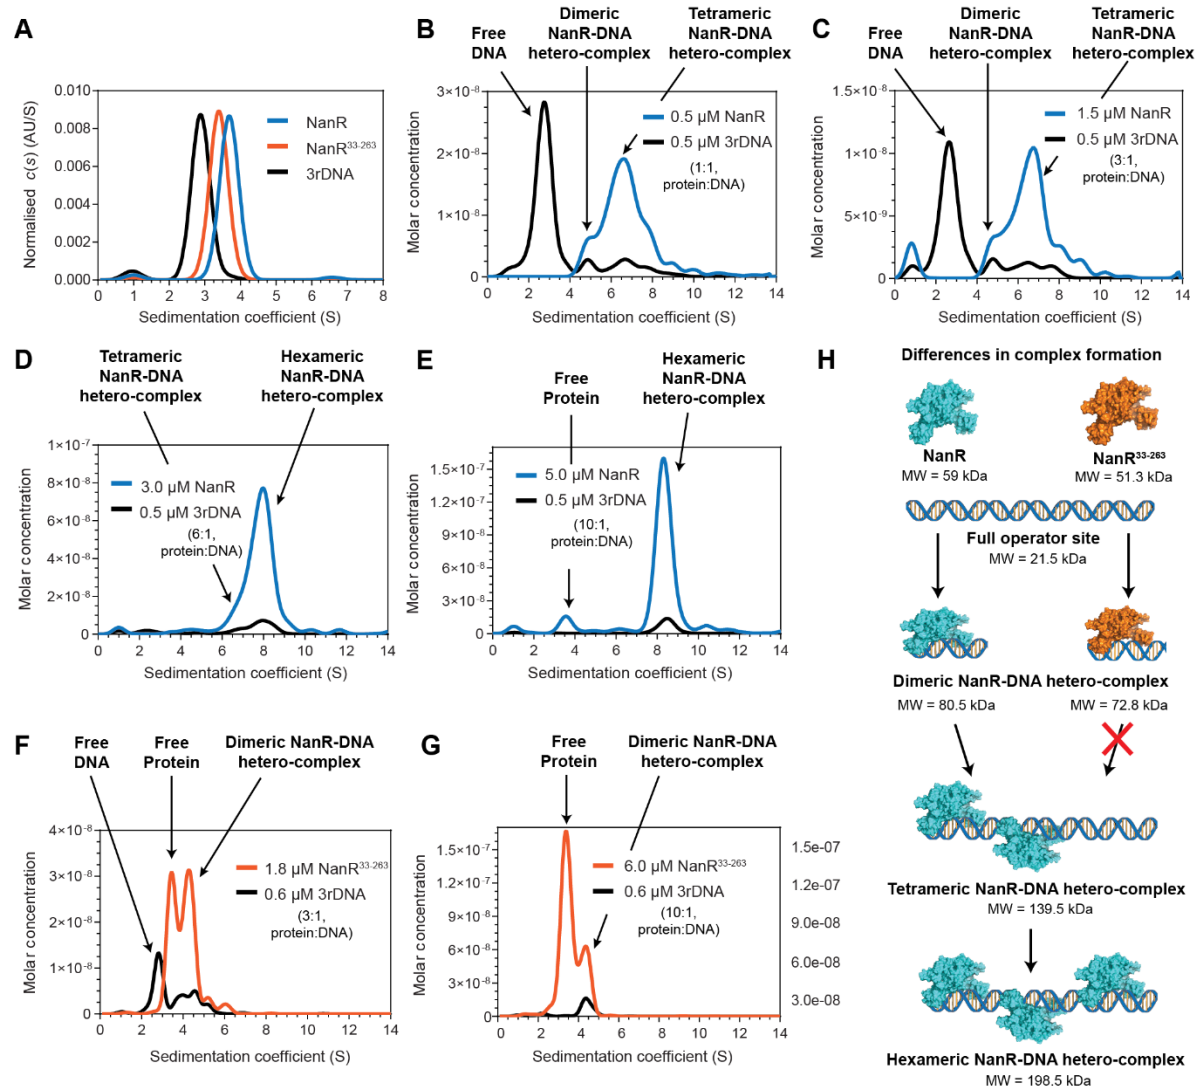 A
Normalised c(s) (AU/S)
0.010
0.008
0.006
0.004
0.002
0.000
0 1 2 3 4 5 6 7 8
Sedimentation coefficient (S)
NanR
NanR³³⁻²⁶³
3rDNA
B
Free
DNA
Dimeric
NanR-DNA
hetero-complex
Tetrameric
NanR-DNA
hetero-complex
Molar concentration
3×10⁻⁸
2×10⁻⁸
1×10⁻⁸
0
0 2 4 6 8 10 12 14
Sedimentation coefficient (S)
0.5 µM NanR
0.5 µM 3rDNA
(1:1,
protein:DNA)
C
Free
DNA
Dimeric
NanR-DNA
hetero-complex
Tetrameric
NanR-DNA
hetero-complex
Molar concentration
1.5×10⁻⁸
1×10⁻⁸
5×10⁻⁹
0
0 2 4 6 8 10 12 14
Sedimentation coefficient (S)
1.5 µM NanR
0.5 µM 3rDNA
(3:1,
protein:DNA)
D
Tetrameric
NanR-DNA
hetero-complex
Hexameric
NanR-DNA
hetero-complex
Molar concentration
1×10⁻⁷
8×10⁻⁸
6×10⁻⁸
4×10⁻⁸
2×10⁻⁸
0
0 2 4 6 8 10 12 14
Sedimentation coefficient (S)
3.0 µM NanR
0.5 µM 3rDNA
(6:1,
protein:DNA)
E
Free
Protein
Hexameric
NanR-DNA
hetero-complex
Molar concentration
1.5×10⁻⁷
1.2×10⁻⁷
9×10⁻⁸
6×10⁻⁸
3×10⁻⁸
0
0 2 4 6 8 10 12 14
Sedimentation coefficient (S)
5.0 µM NanR
0.5 µM 3rDNA
(10:1,
protein:DNA)
F
Free
DNA
Free
Protein
Dimeric NanR-DNA
hetero-complex
Molar concentration
4×10⁻⁸
3×10⁻⁸
2×10⁻⁸
1×10⁻⁸
0
0 2 4 6 8 10 12 14
Sedimentation coefficient (S)
1.8 µM NanR³³⁻²⁶³
0.6 µM 3rDNA
(3:1,
protein:DNA)
G
Free
Protein
Dimeric NanR-DNA
hetero-complex
Molar concentration
1.5×10⁻⁷
1.2×10⁻⁷
9×10⁻⁸
6×10⁻⁸
3×10⁻⁸
0
0 2 4 6 8 10 12 14
Sedimentation coefficient (S)
6.0 µM NanR³³⁻²⁶³
0.6 µM 3rDNA
(10:1,
protein:DNA)
1.5e-07
1.2e-07
9.0e-08
6.0e-08
3.0e-08
H
Differences in complex formation
NanR
MW = 59 kDa
NanR³³⁻²⁶³
MW = 51.3 kDa
Full operator site
MW = 21.5 kDa
Dimeric NanR-DNA hetero-complex
MW = 80.5 kDa
MW = 72.8 kDa
Tetrameric NanR-DNA hetero-complex
MW = 139.5 kDa
Hexameric NanR-DNA hetero-complex
MW = 198.5 kDa